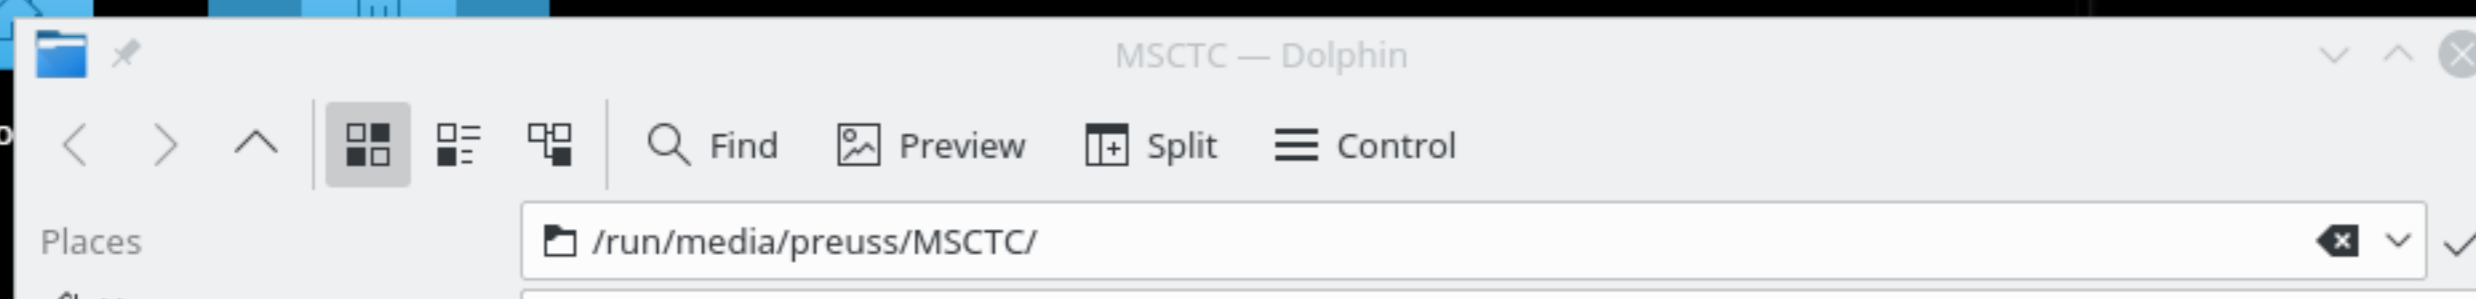 MSCTC — Dolphin
Find Preview Split Control
Places
/run/media/preuss/MSCTC/